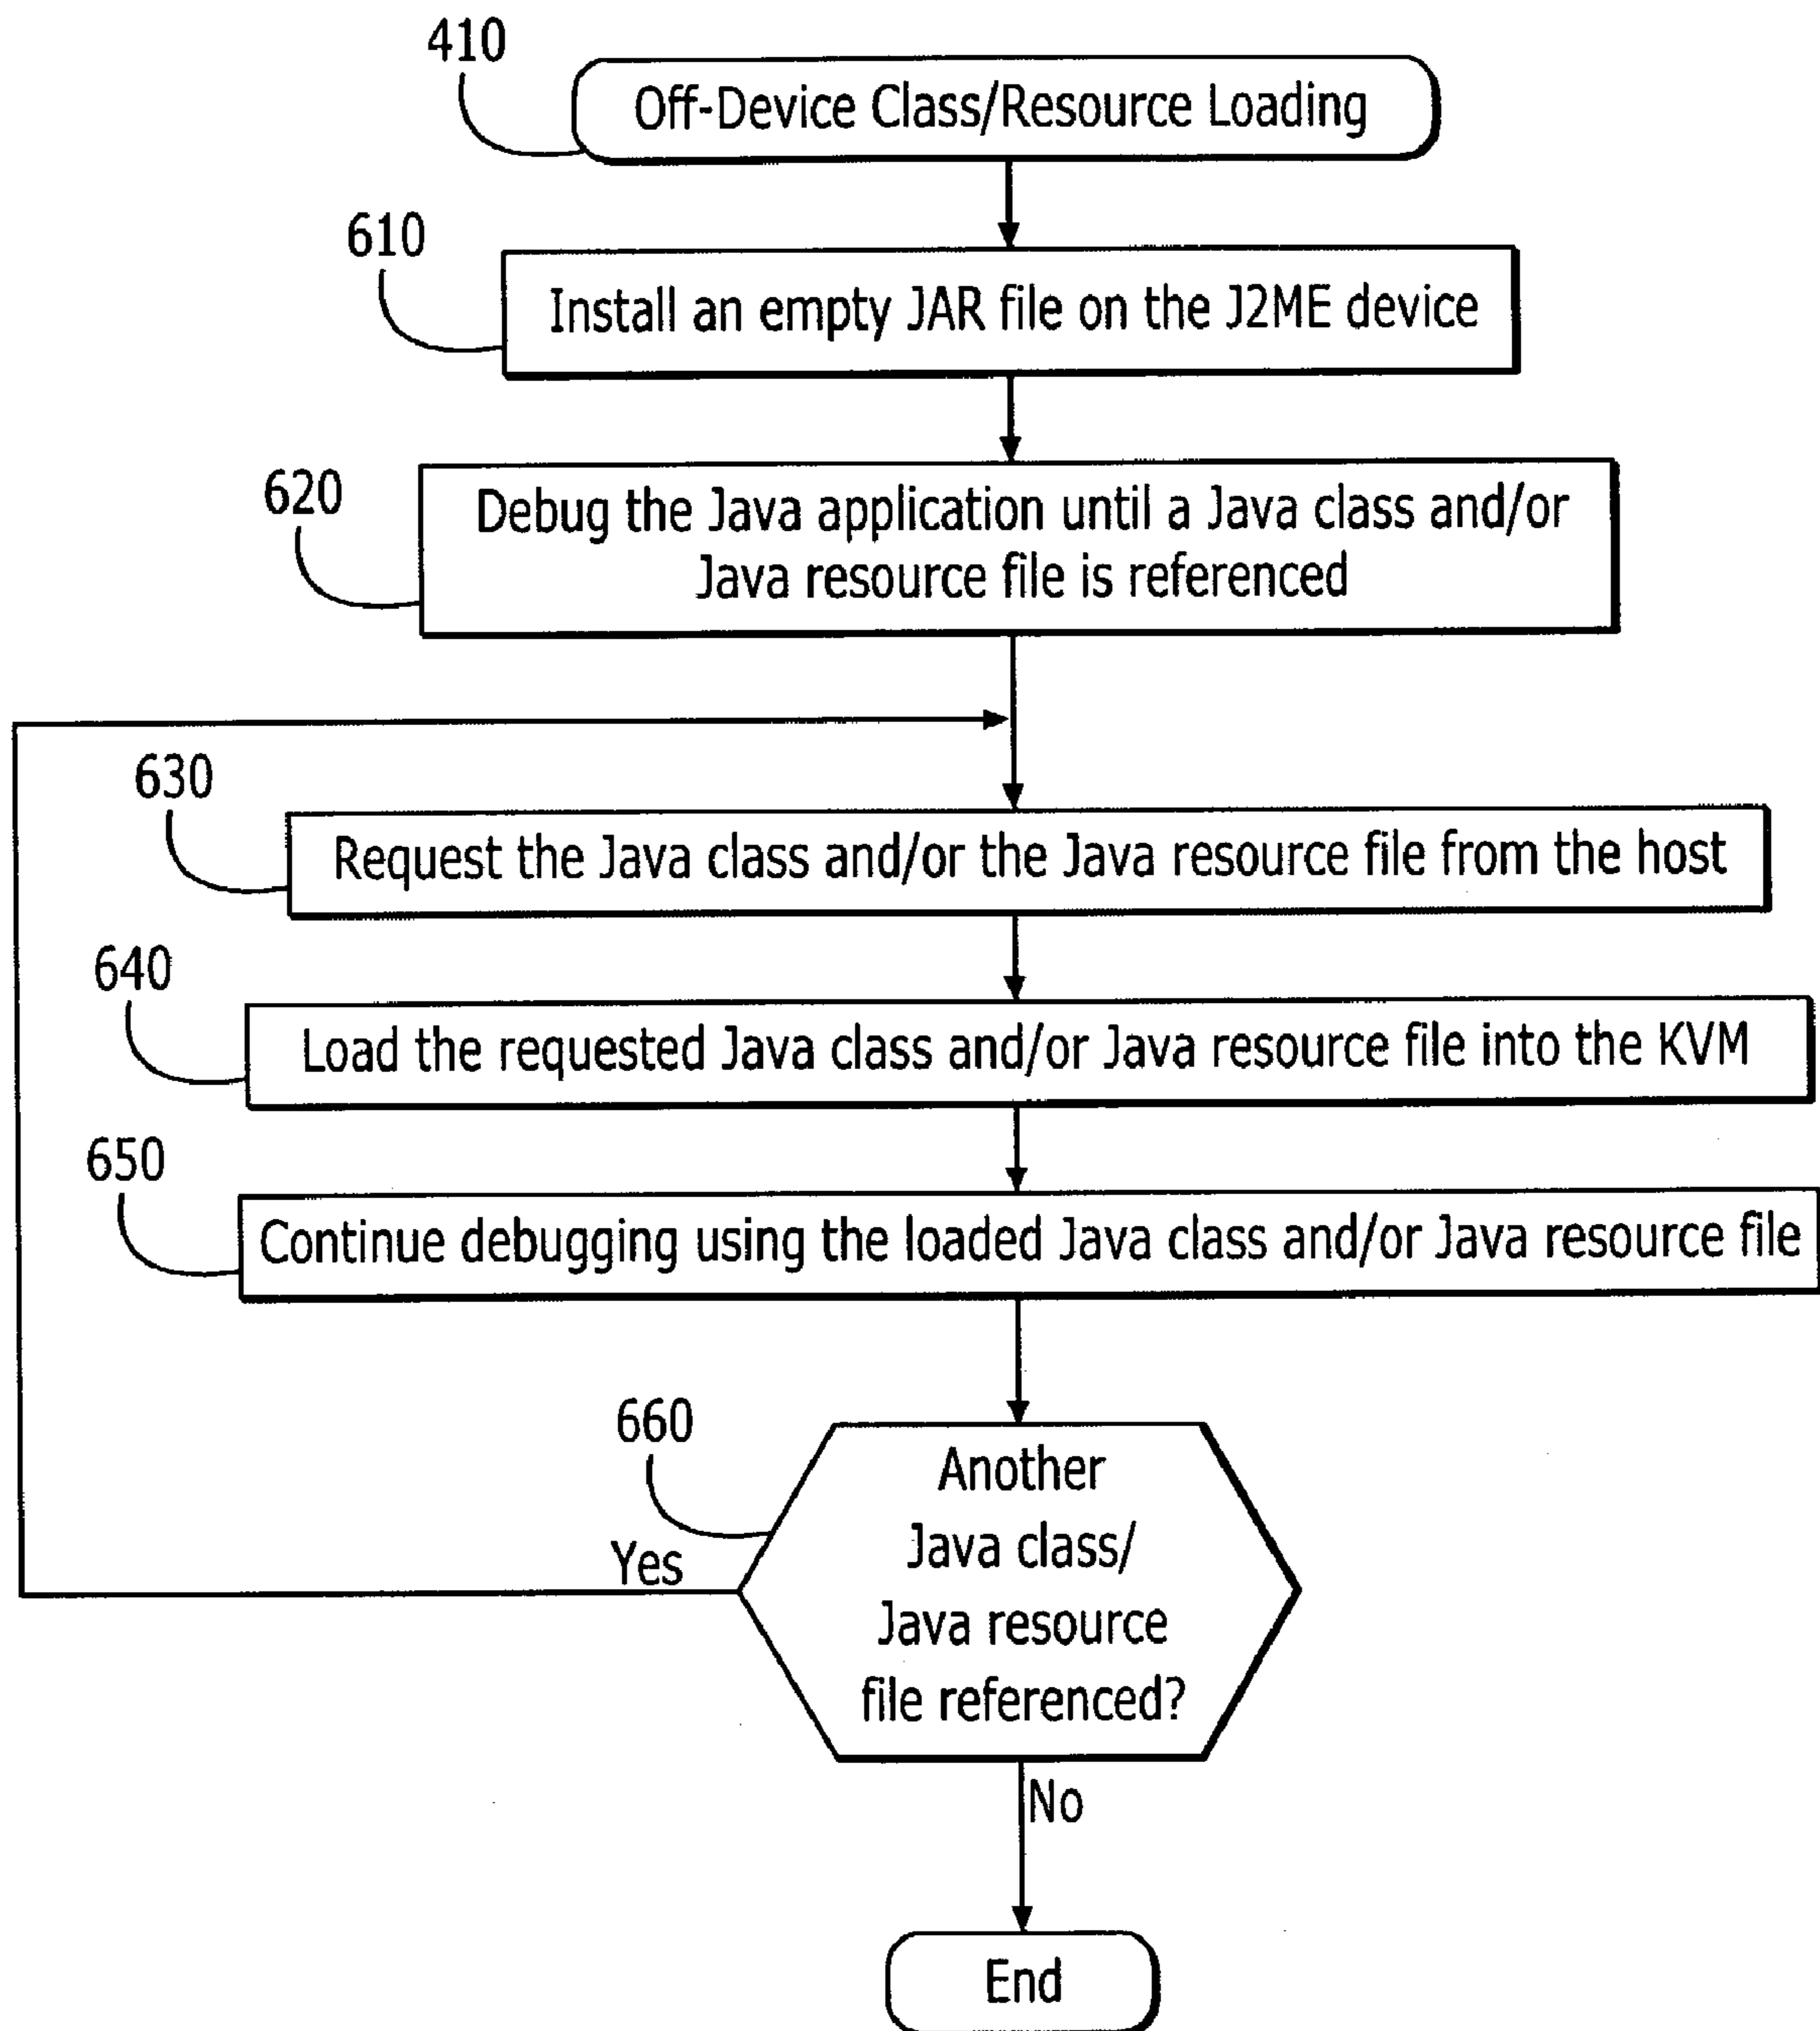 410
Off-Device Class/Resource Loading
610
Install an empty JAR file on the J2ME device
620
Debug the Java application until a Java class and/or
Java resource file is referenced
630
Request the Java class and/or the Java resource file from the host
640
Load the requested Java class and/or Java resource file into the KVM
650
Continue debugging using the loaded Java class and/or Java resource file
660
Another
Java class/
Java resource
file referenced?
Yes
No
End